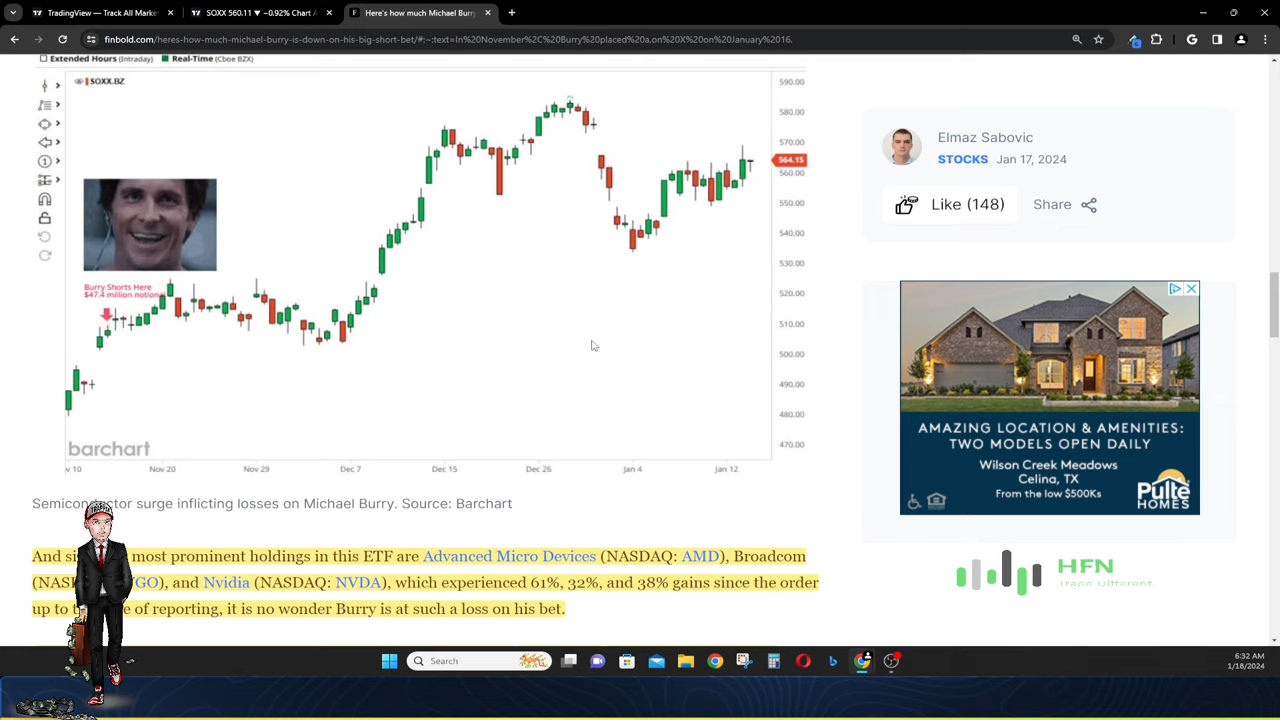 TradingView — Track All Market
SOXX 560.11 ▼ −0.92% Chart A
Here's how much Michael Burry
finbold.com/heres-how-much-michael-burry-is-down-on-his-big-short-bet/#:~:text=In%20November%2C%20Burry%20placed%20a,on%20X%20on%20January%2016.
Extended Hours (Intraday) Real-Time (Cboe BZX)
SOXX.BZ
590.00
580.00
570.00
564.15
560.00
550.00
540.00
530.00
520.00
510.00
500.00
490.00
480.00
470.00
Burry Shorts Here
$47.4 million notional
barchart
v 10 Nov 20 Nov 29 Dec 7 Dec 15 Dec 26 Jan 4 Jan 12
Semiconductor surge inflicting losses on Michael Burry. Source: Barchart
And si most prominent holdings in this ETF are Advanced Micro Devices (NASDAQ: AMD), Broadcom
(NAS GO), and Nvidia (NASDAQ: NVDA), which experienced 61%, 32%, and 38% gains since the order
up to t e of reporting, it is no wonder Burry is at such a loss on his bet.
Elmaz Sabovic
STOCKS Jan 17, 2024
Like (148) Share
AMAZING LOCATION & AMENITIES:
TWO MODELS OPEN DAILY
Wilson Creek Meadows
Celina, TX
From the low $500Ks
Pulte
HOMES
HFN
Trade Different.
Search
6:32 AM
1/18/2024